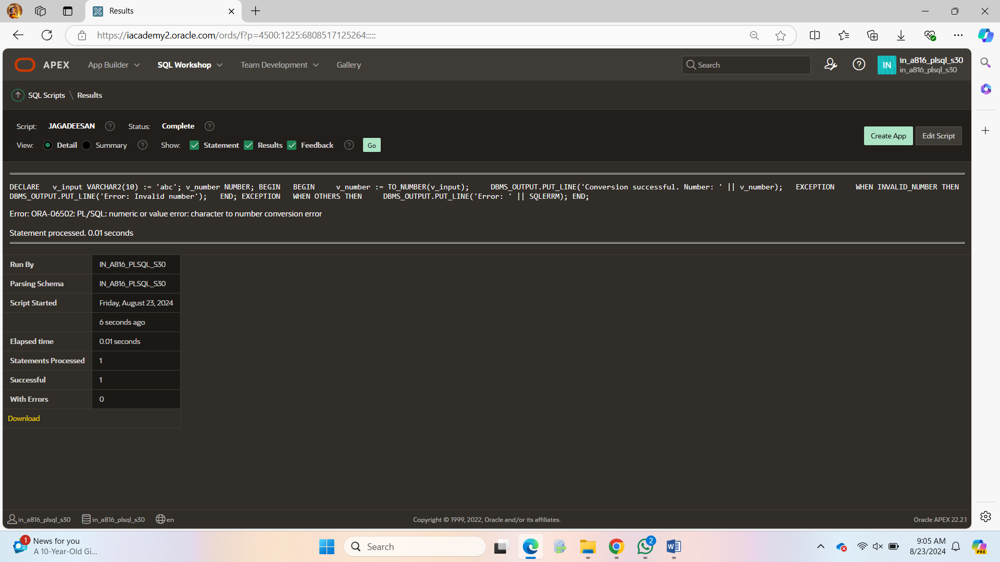 Results
https://iacademy2.oracle.com/ords/f?p=4500:1225:6808517125264:::::
APEX App Builder SQL Workshop Team Development Gallery Search IN in_a816_plsql_s30
in_a816_plsql_s30
SQL Scripts \ Results
Script: JAGADEESAN ? Status: Complete ?
View: Detail Summary ? Show: Statement Results Feedback ? Go Create App Edit Script
DECLARE v_input VARCHAR2(10) := 'abc'; v_number NUMBER; BEGIN BEGIN v_number := TO_NUMBER(v_input); DBMS_OUTPUT.PUT_LINE('Conversion successful. Number: ' || v_number); EXCEPTION WHEN INVALID_NUMBER THEN
DBMS_OUTPUT.PUT_LINE('Error: Invalid number'); END; EXCEPTION WHEN OTHERS THEN DBMS_OUTPUT.PUT_LINE('Error: ' || SQLERRM); END;
Error: ORA-06502: PL/SQL: numeric or value error: character to number conversion error
Statement processed. 0.01 seconds
Run By IN_A816_PLSQL_S30
Parsing Schema IN_A816_PLSQL_S30
Script Started Friday, August 23, 2024
6 seconds ago
Elapsed time 0.01 seconds
Statements Processed 1
Successful 1
With Errors 0
Download
in_a816_plsql_s30 in_a816_plsql_s30 en Copyright © 1999, 2022, Oracle and/or its affiliates. Oracle APEX 22.2.1
1 News for you
A 10-Year-Old Gi...
Search
2
9:05 AM
8/23/2024
PRE